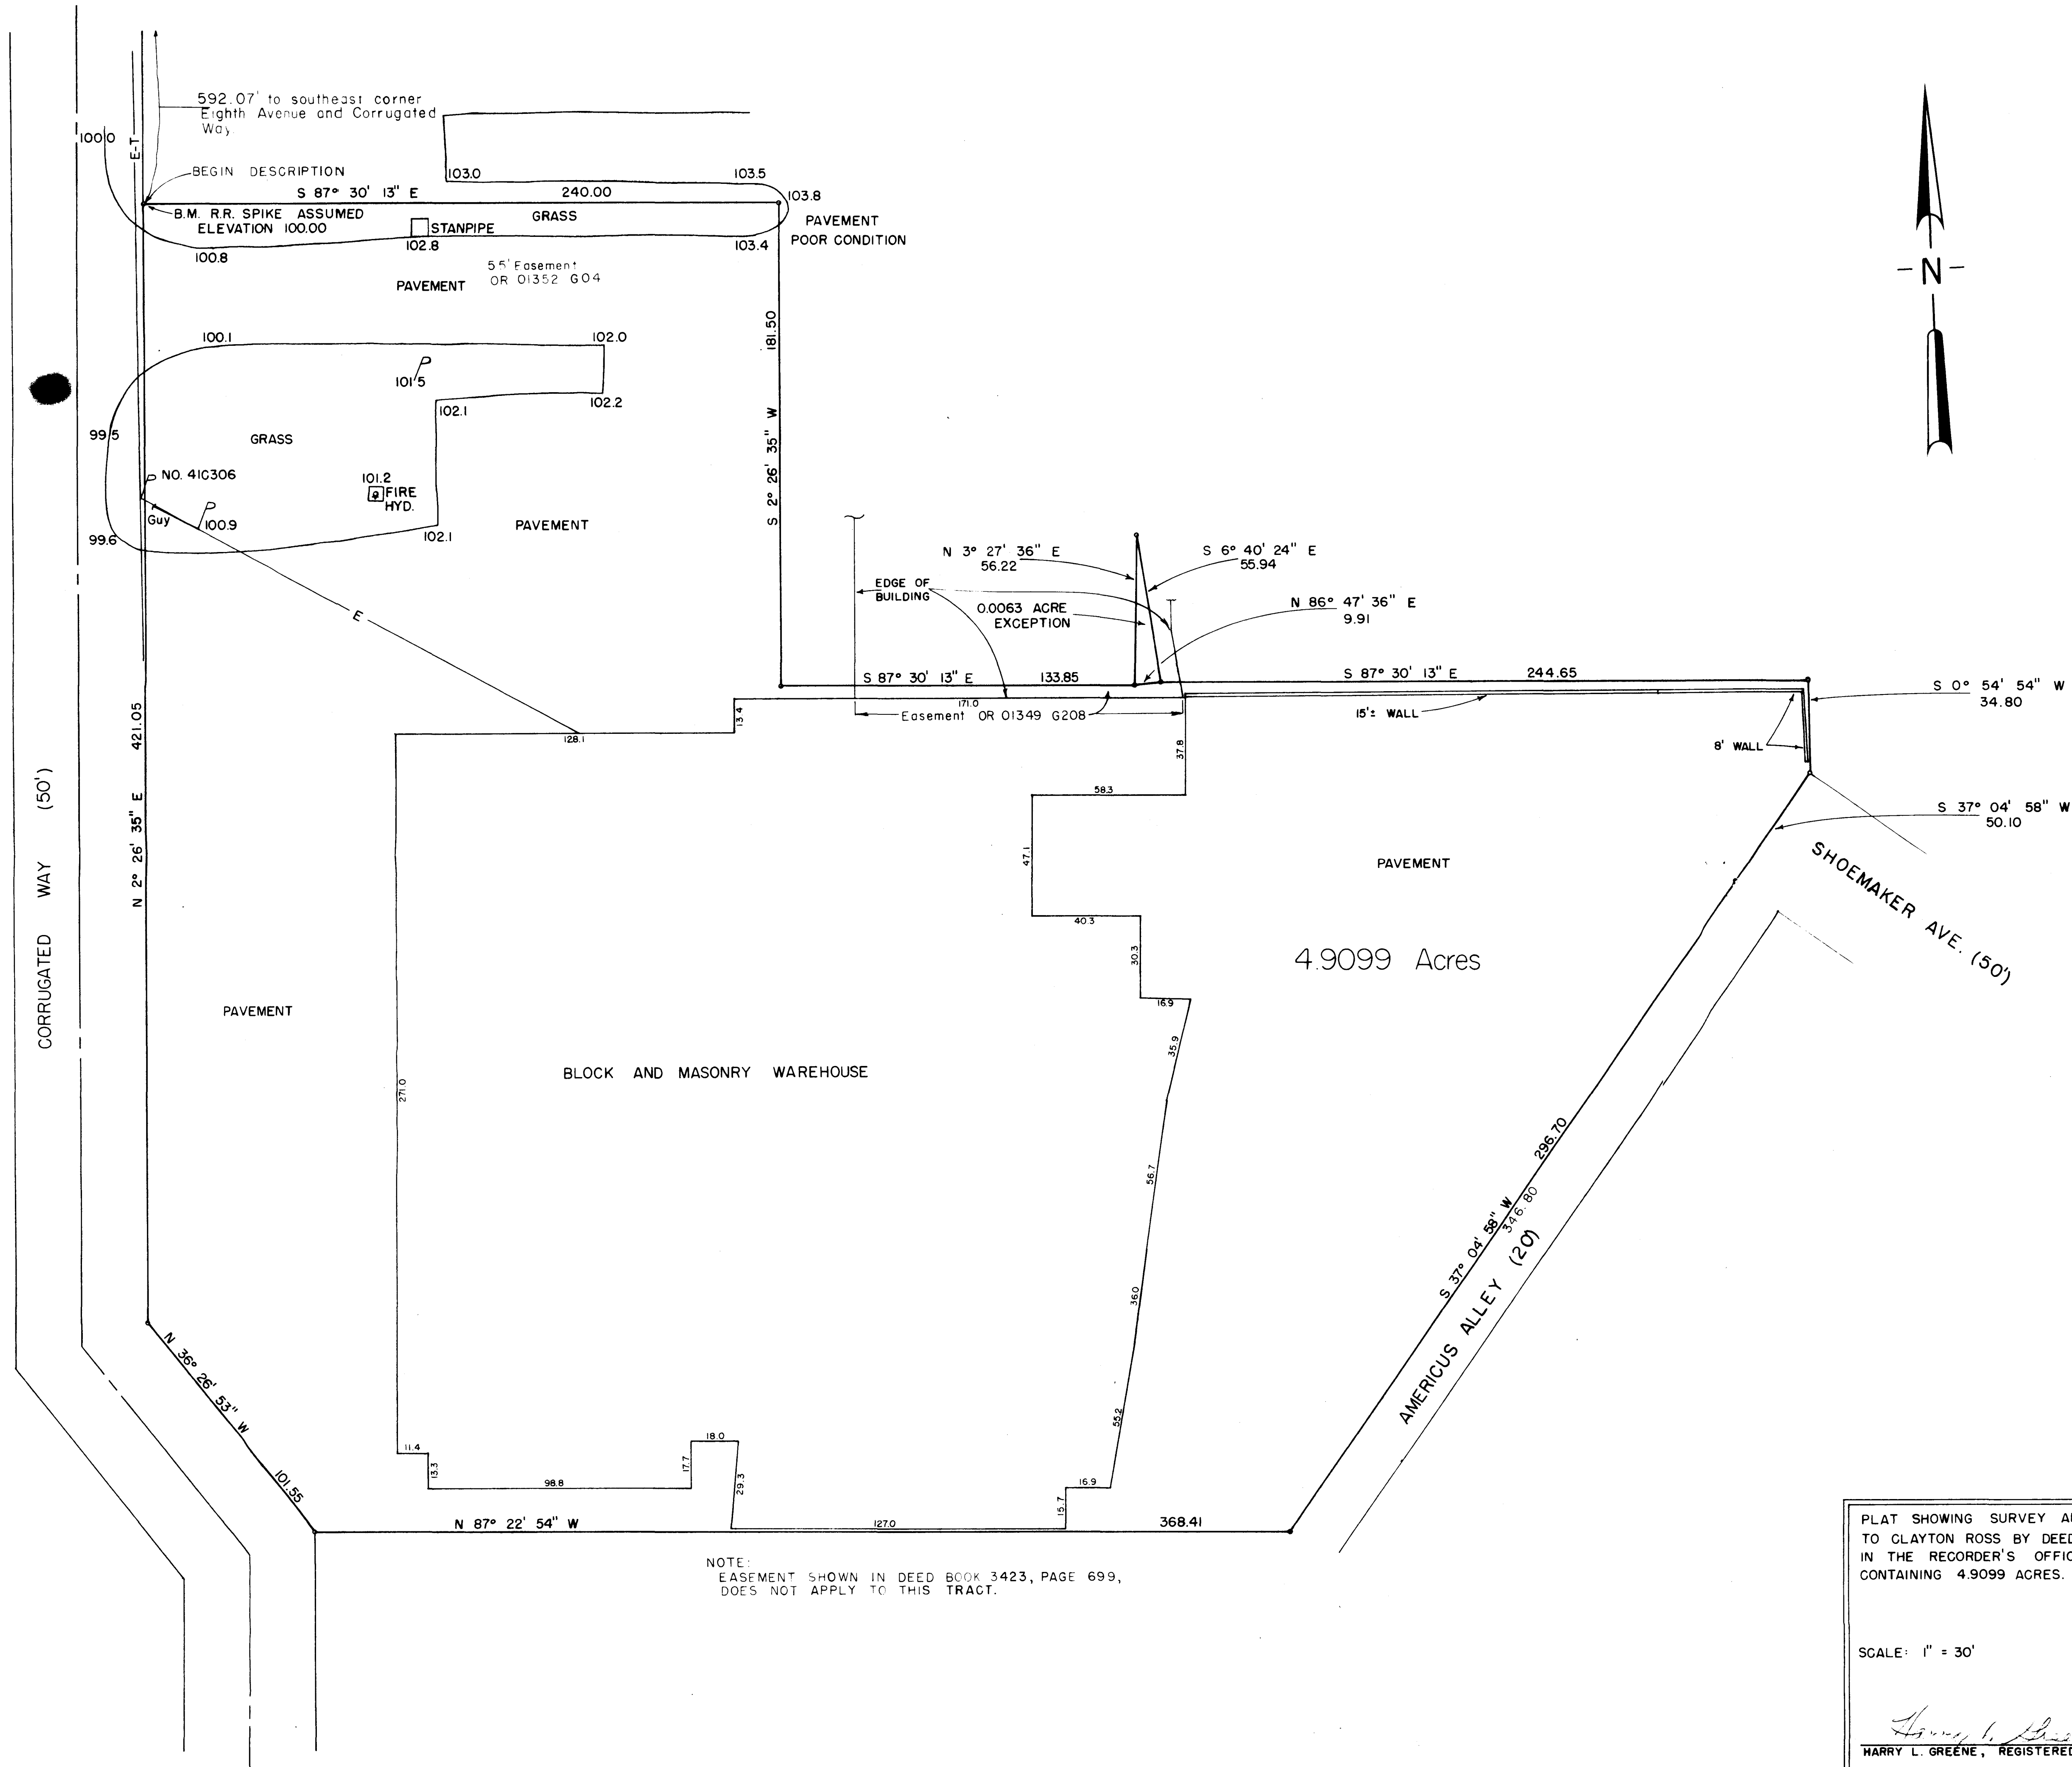 592.07' to southeast corner
Eighth Avenue and Corrugated
Way
100.0
E-T
BEGIN DESCRIPTION
103.0
103.5
S 87° 30' 13" E 240.00
103.8
B.M. R.R. SPIKE ASSUMED
ELEVATION 100.00
GRASS
STANPIPE
PAVEMENT
POOR CONDITION
100.8
102.8
103.4
55' Easement
OR 01352 G04
PAVEMENT
-N-
100.1
102.0
181.50
S 2° 26' 35" W
101.5
102.1
102.2
99.5
GRASS
NO. 41C306
101.2
FIRE
HYD.
Guy
100.9
PAVEMENT
99.6
102.1
E
N 3° 27' 36" E
56.22
S 6° 40' 24" E
55.94
EDGE OF
BUILDING
0.0063 ACRE
EXCEPTION
N 86° 47' 36" E
9.91
S 87° 30' 13" E 133.85
S 87° 30' 13" E 244.65
S 0° 54' 54" W
34.80
421.05
N 2° 26' 35" E
13.4
171.0
Easement OR 01349 G208
15'± WALL
128.1
37.8
8' WALL
58.3
S 37° 04' 58" W
50.10
CORRUGATED WAY (50')
47.1
PAVEMENT
SHOEMAKER AVE. (50')
40.3
30.3
4.9099 Acres
16.9
PAVEMENT
35.9
BLOCK AND MASONRY WAREHOUSE
271.0
56.7
296.70
S 37° 04' 58" W
346.80
AMERICUS ALLEY (20')
36.0
N 36° 26' 53" W
101.55
55.2
11.4
13.3
98.8
17.7
18.0
29.3
127.0
15.7
16.9
N 87° 22' 54" W 368.41
NOTE:
EASEMENT SHOWN IN DEED BOOK 3423, PAGE 699,
DOES NOT APPLY TO THIS TRACT.
PLAT SHOWING SURVEY
TO CLAYTON ROSS BY DEED
IN THE RECORDER'S
CONTAINING 4.9099 ACRES.
SCALE: 1" = 30'
HARRY L. GREENE, REGISTERED